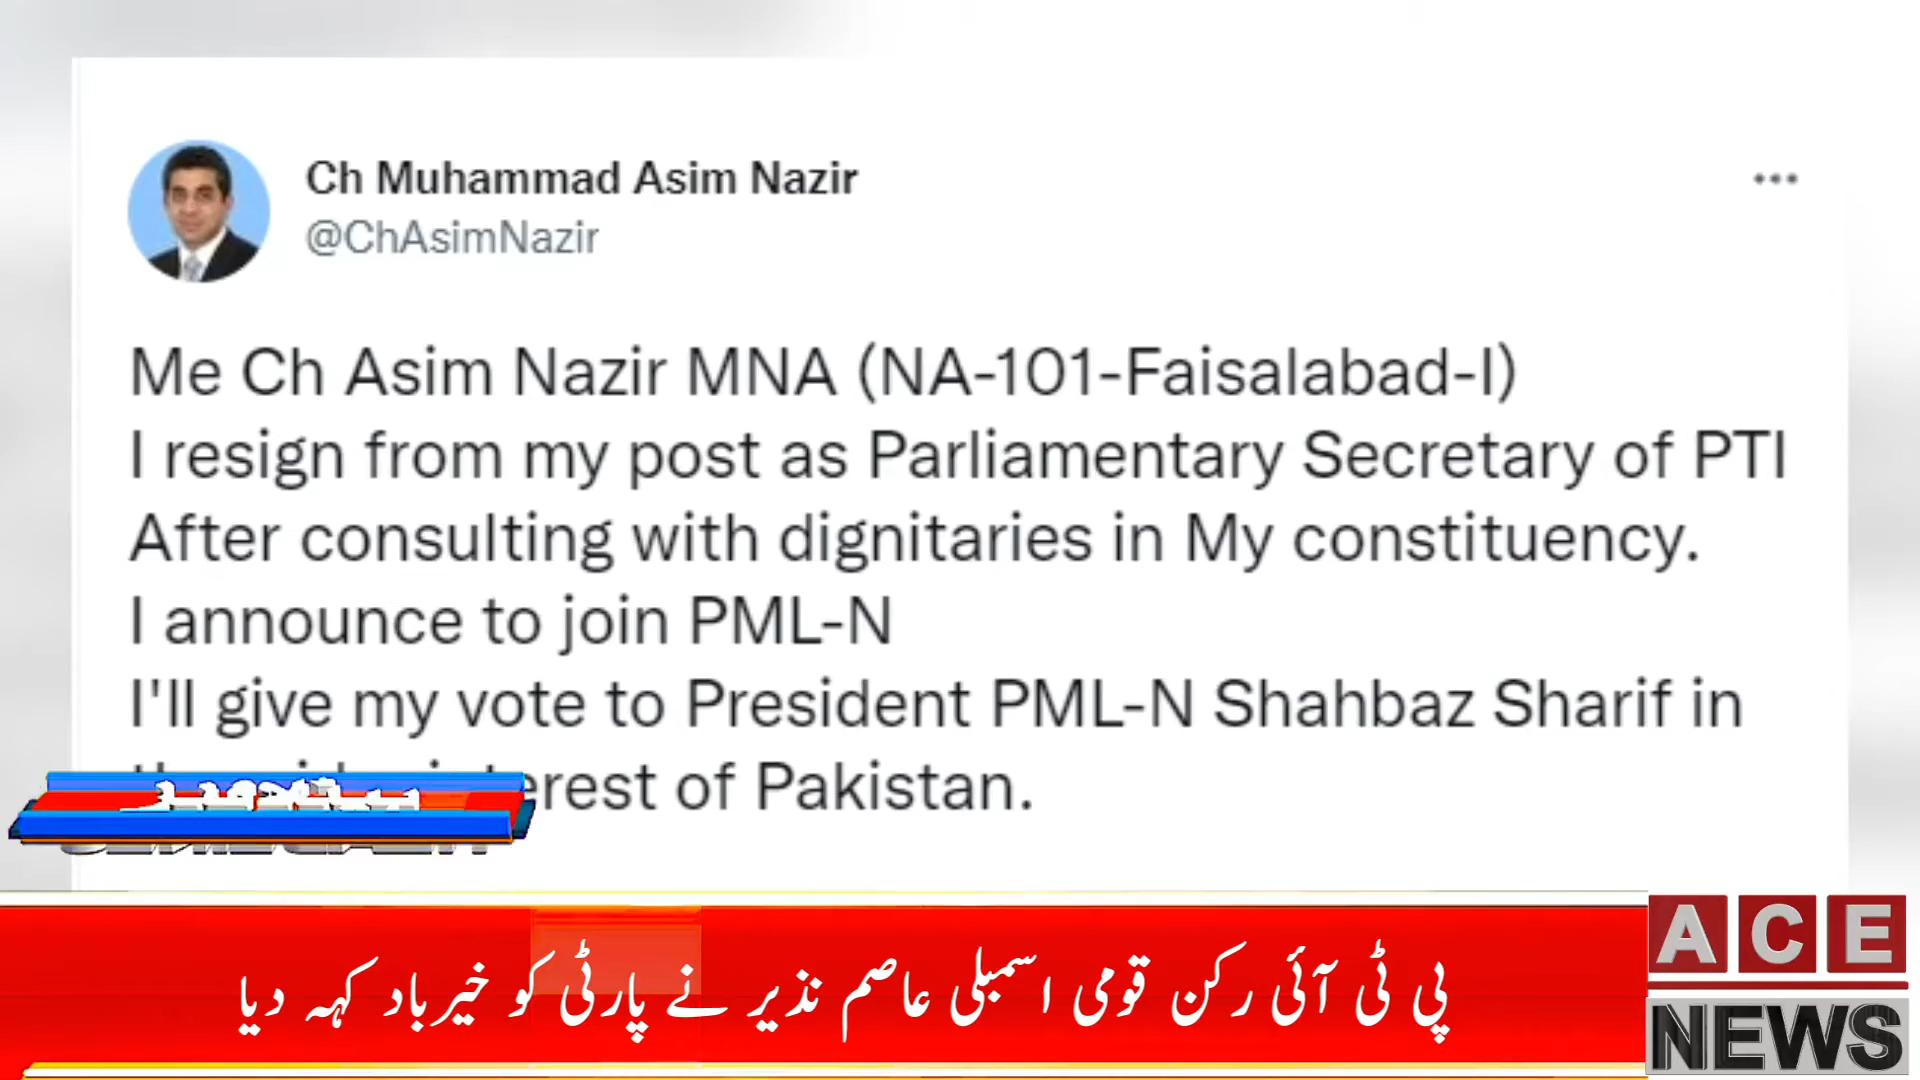 Ch Muhammad Asim Nazir
@ChAsimNazir
Me Ch Asim Nazir MNA (NA-101-Faisalabad-I)
I resign from my post as Parliamentary Secretary of PTI
After consulting with dignitaries in My constituency.
I announce to join PML-N
I'll give my vote to President PML-N Shahbaz Sharif in
of Pakistan.
پی ٹی آئی رکن قومی اسمبلی عاصم نذیر نے پارٹی کو خیر باد کہہ دیا
ACE
NEWS